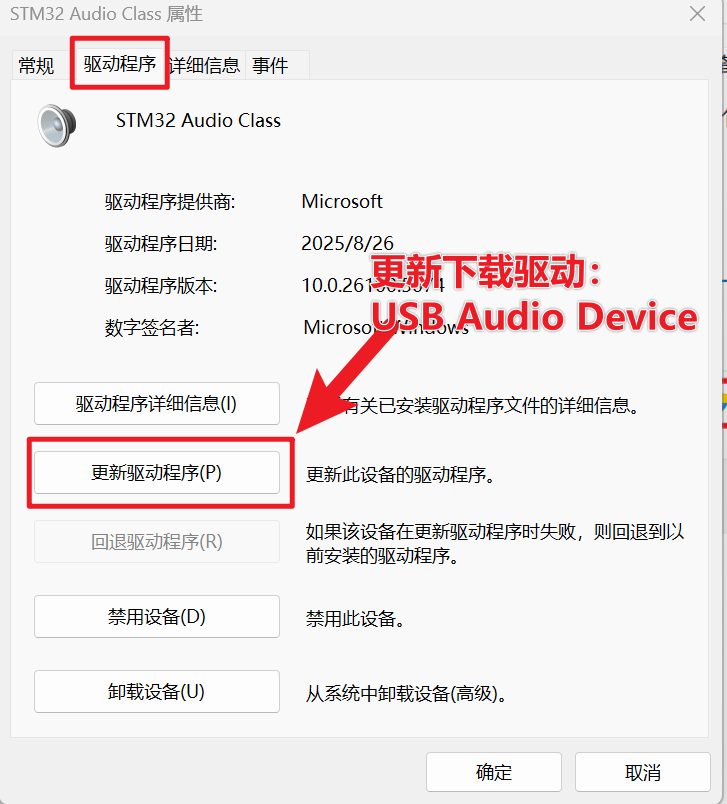 STM32 Audio Class 属性
常规
驱动程序
详细信息
事件
STM32 Audio Class
驱动程序提供商: Microsoft
驱动程序日期: 2025/8/26
更新下载驱动：
驱动程序版本: 10.0.26100
USB Audio Device
数字签名者: Microsoft Windows
驱动程序详细信息(I)
有关已安装驱动程序文件的详细信息。
更新驱动程序(P)
更新此设备的驱动程序。
回退驱动程序(R)
如果该设备在更新驱动程序时失败，则回退到以
前安装的驱动程序。
禁用设备(D)
禁用此设备。
卸载设备(U)
从系统中卸载设备(高级)。
确定
取消